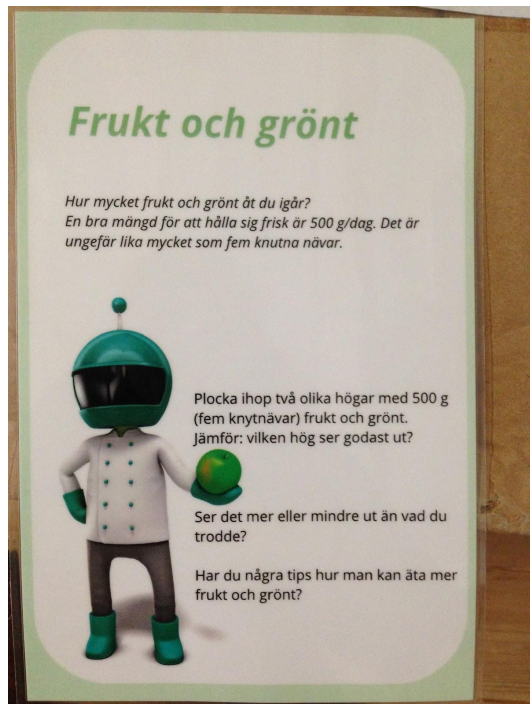 Frukt och grönt
Hur mycket frukt och grönt åt du igår?
En bra mängd för att hålla sig frisk är 500 g/dag. Det är
ungefär lika mycket som fem knutna nävar.
Plocka ihop två olika högar med 500 g
(fem knytnävar) frukt och grönt.
Jämför: vilken hög ser godast ut?
Ser det mer eller mindre ut än vad du
trodde?
Har du några tips hur man kan äta mer
frukt och grönt?